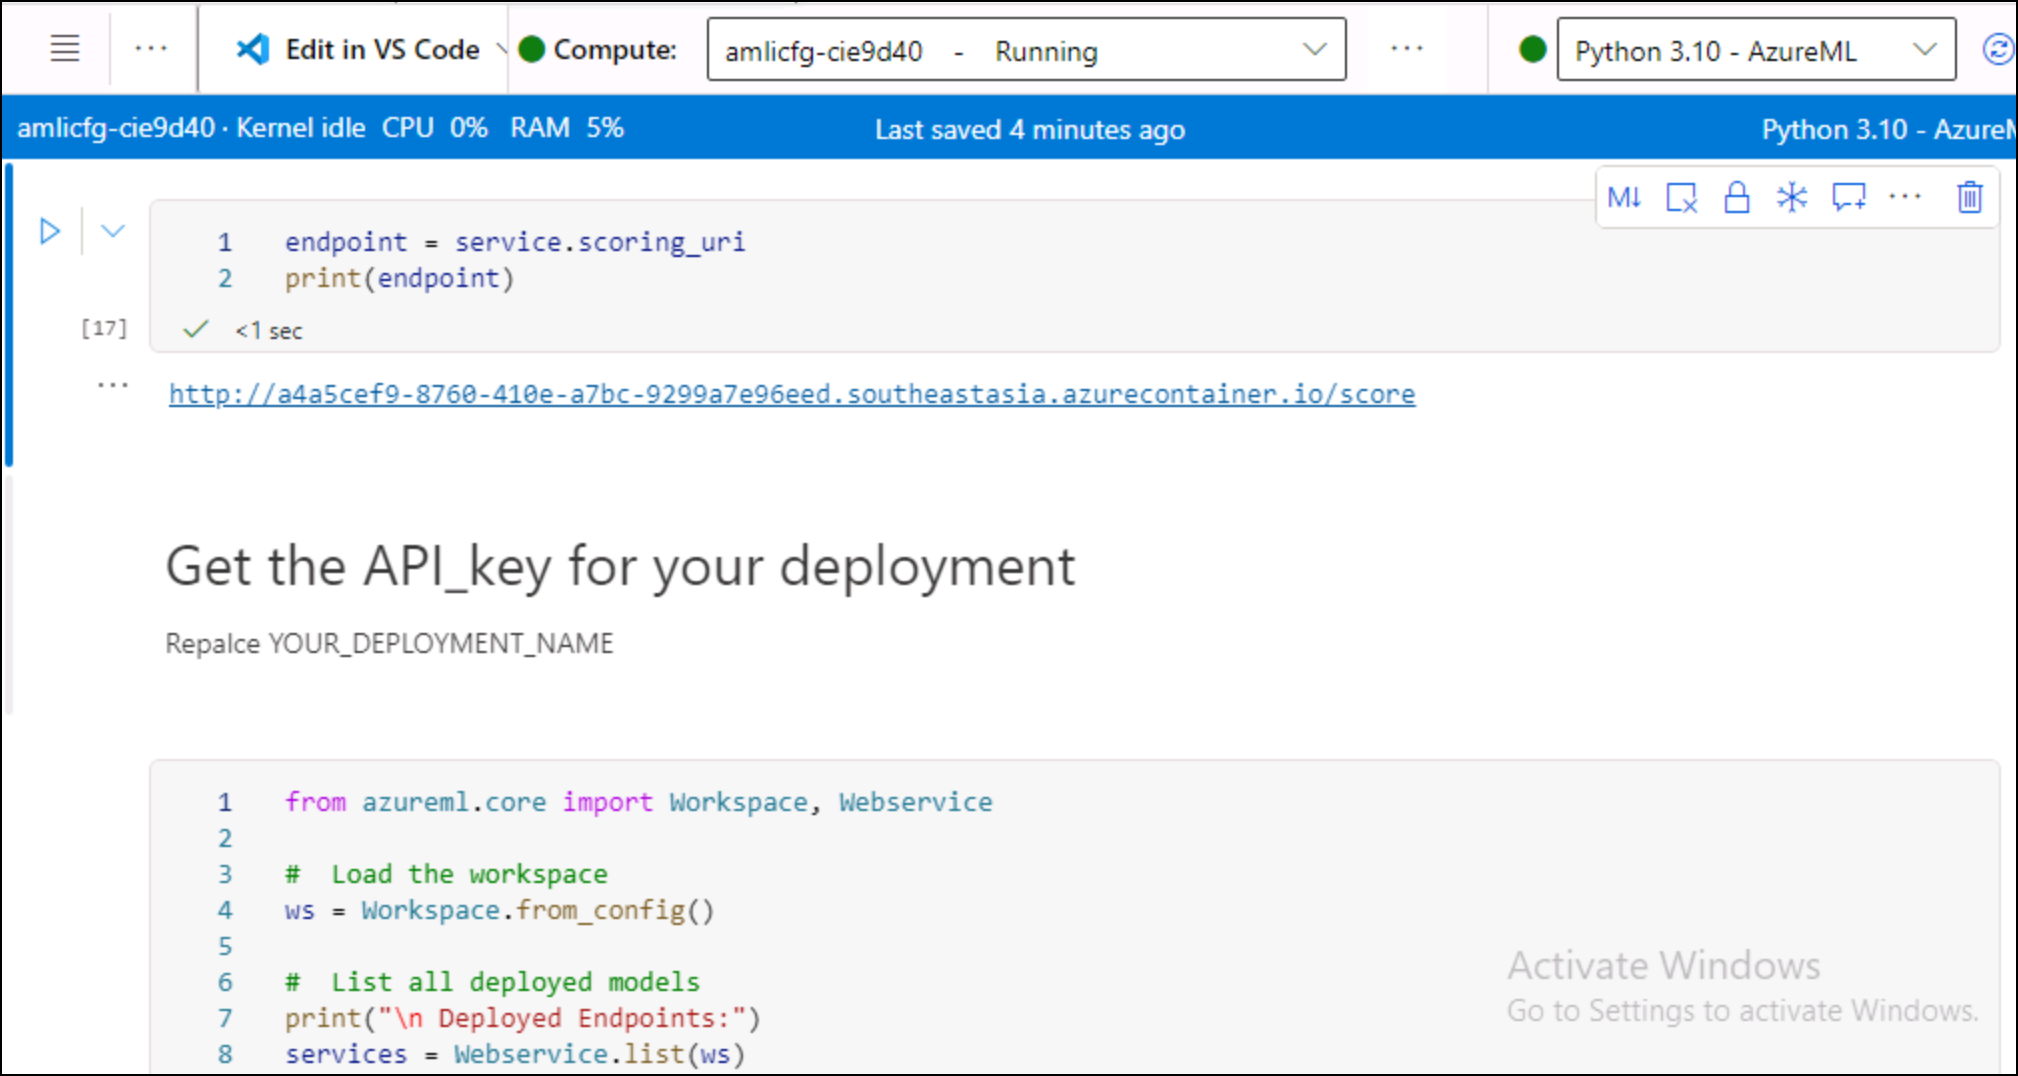 Edit in VS Code
Compute:
amlicfg-cie9d40 - Running
Python 3.10 - AzureML
amlicfg-cie9d40 · Kernel idle CPU 0% RAM 5%
Last saved 4 minutes ago
Python 3.10 - AzureM
M↓
1 endpoint = service.scoring_uri
2 print(endpoint)
[17]
<1 sec
http://a4a5cef9-8760-410e-a7bc-9299a7e96eed.southeastasia.azurecontainer.io/score
Get the API_key for your deployment
Repalce YOUR_DEPLOYMENT_NAME
1 from azureml.core import Workspace, Webservice
2
3 #  Load the workspace
4 ws = Workspace.from_config()
5
6 #  List all deployed models
7 print("\n Deployed Endpoints:")
8 services = Webservice.list(ws)
Activate Windows
Go to Settings to activate Windows.